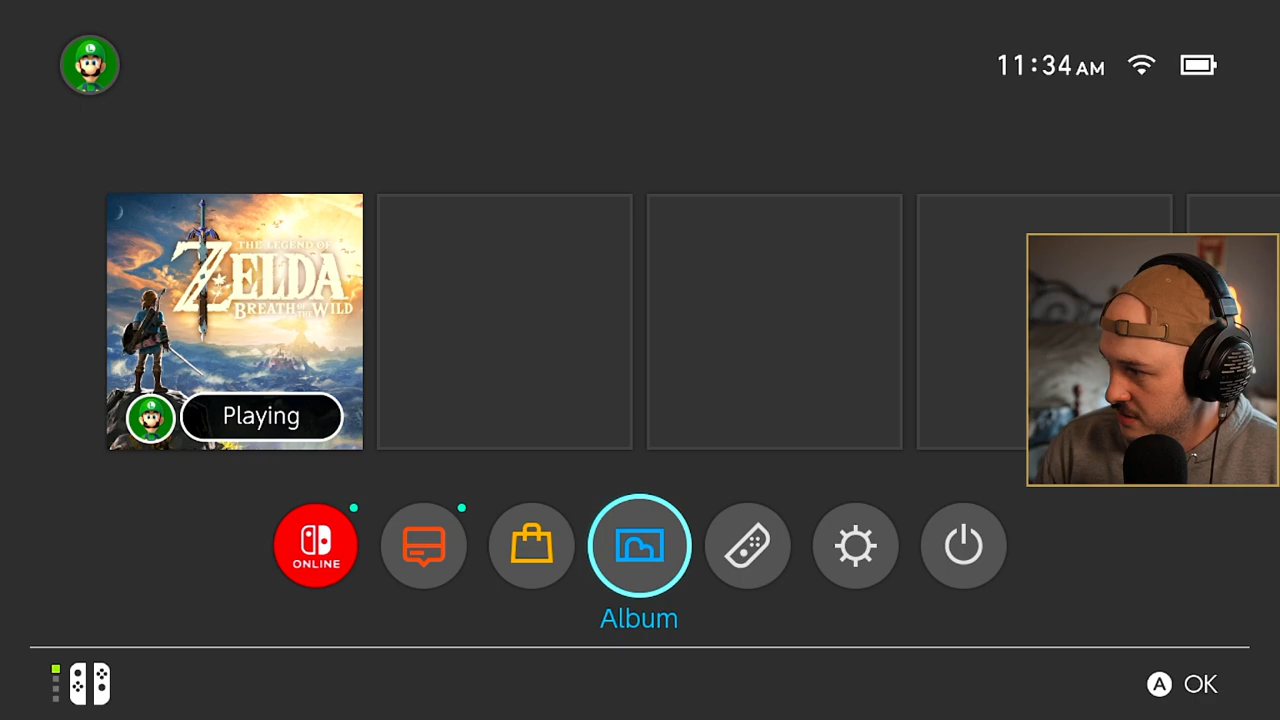 11:34 AM
THE LEGEND OF
ZELDA
BREATH OF THE WILD
Playing
ONLINE
Album
A OK